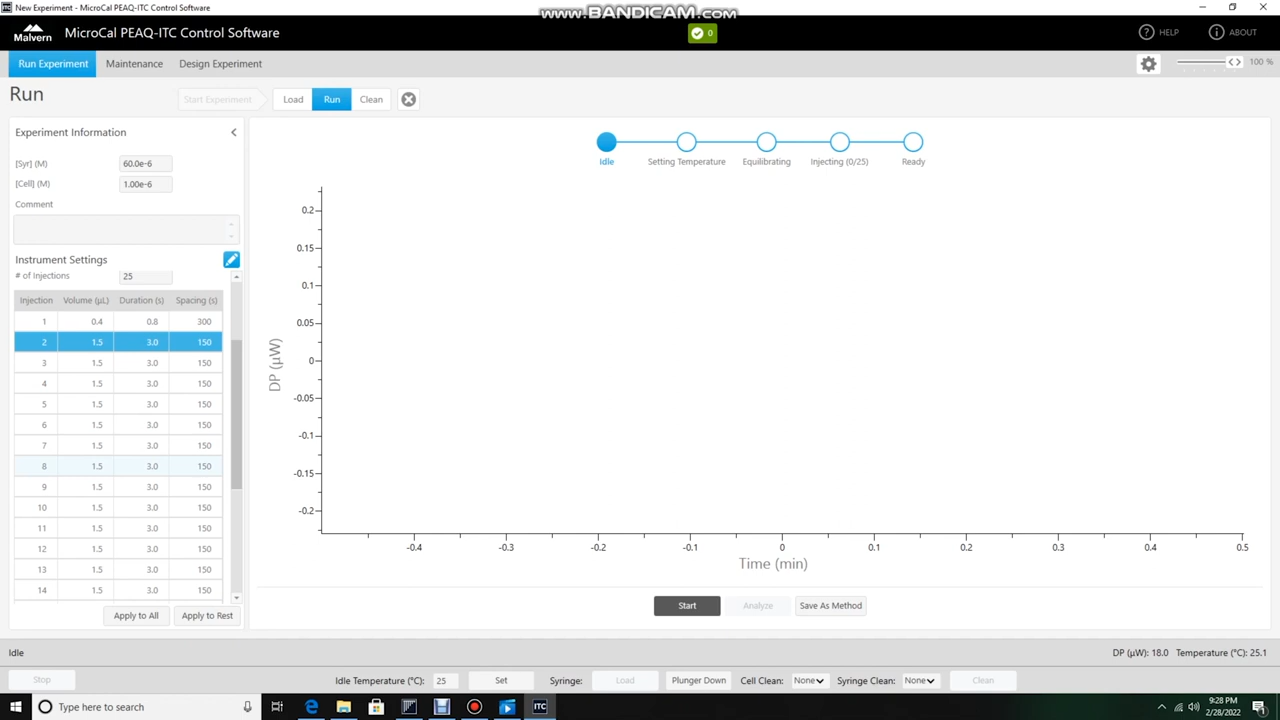 New Experiment - MicroCal PEAQ-ITC Control Software
www.BANDICAM.com
Malvern
MicroCal PEAQ-ITC Control Software
0
? HELP
i ABOUT
Run Experiment
Maintenance
Design Experiment
100 %
Run
Start Experiment
Load
Run
Clean
Experiment Information
[Syr] (M) 60.0e-6
[Cell] (M) 1.00e-6
Comment
Instrument Settings
# of Injections 25
Injection Volume (µL) Duration (s) Spacing (s)
1 0.4 0.8 300
2 1.5 3.0 150
3 1.5 3.0 150
4 1.5 3.0 150
5 1.5 3.0 150
6 1.5 3.0 150
7 1.5 3.0 150
8 1.5 3.0 150
9 1.5 3.0 150
10 1.5 3.0 150
11 1.5 3.0 150
12 1.5 3.0 150
13 1.5 3.0 150
14 1.5 3.0 150
Apply to All
Apply to Rest
Idle
Setting Temperature
Equilibrating
Injecting (0/25)
Ready
DP (µW)
0.2
0.15
0.1
0.05
0
-0.05
-0.1
-0.15
-0.2
-0.4 -0.3 -0.2 -0.1 0 0.1 0.2 0.3 0.4 0.5
Time (min)
Start
Analyze
Save As Method
Idle
DP (µW): 18.0 Temperature (°C): 25.1
Stop
Idle Temperature (°C): 25
Set
Syringe:
Load
Plunger Down
Cell Clean: None
Syringe Clean: None
Clean
Type here to search
ITC
9:28 PM
2/28/2022
1